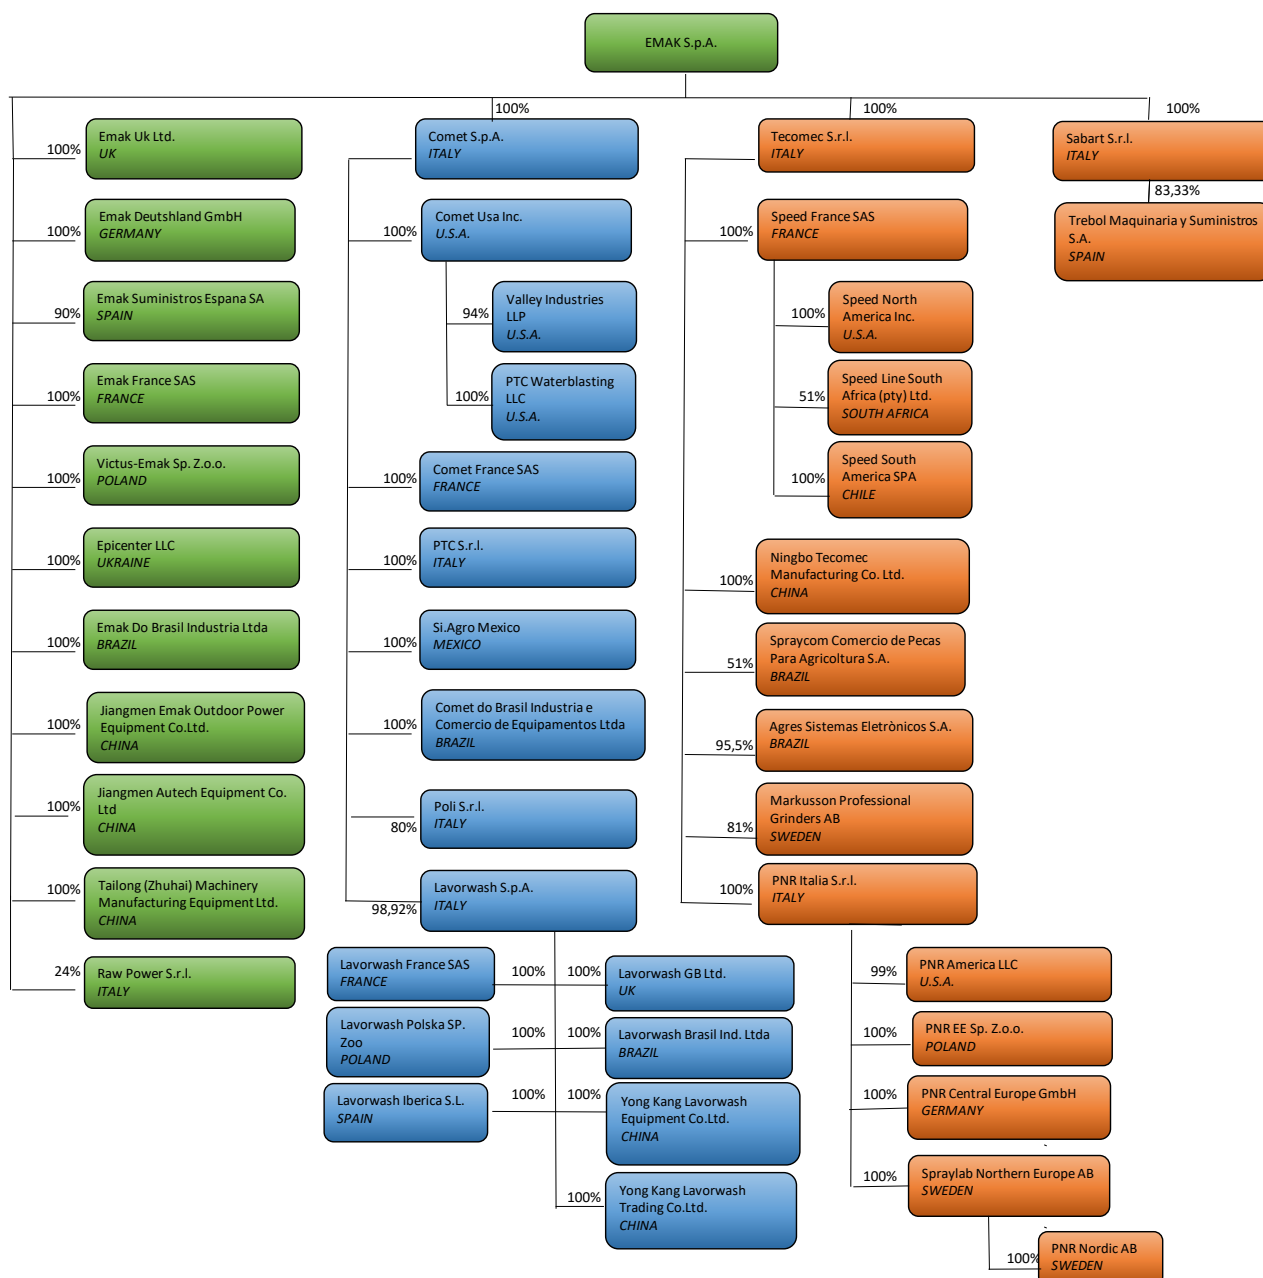 EMAK S.p.A.
100%
Emak Uk Ltd.
UK
100%
Emak Deutshland GmbH
GERMANY
90%
Emak Suministros Espana SA
SPAIN
100%
Emak France SAS
FRANCE
100%
Victus-Emak Sp. Z.o.o.
POLAND
100%
Epicenter LLC
UKRAINE
100%
Emak Do Brasil Industria Ltda
BRAZIL
100%
Jiangmen Emak Outdoor Power
Equipment Co.Ltd.
CHINA
100%
Jiangmen Autech Equipment Co.
Ltd
CHINA
100%
Tailong (Zhuhai) Machinery
Manufacturing Equipment Ltd.
CHINA
24%
Raw Power S.r.l.
ITALY
100%
Comet S.p.A.
ITALY
100%
Comet Usa Inc.
U.S.A.
94%
Valley Industries
LLP
U.S.A.
100%
PTC Waterblasting
LLC
U.S.A.
100%
Comet France SAS
FRANCE
100%
PTC S.r.l.
ITALY
100%
Si.Agro Mexico
MEXICO
100%
Comet do Brasil Industria e
Comercio de Equipamentos Ltda
BRAZIL
80%
Poli S.r.l.
ITALY
98,92%
Lavorwash S.p.A.
ITALY
Lavorwash France SAS
FRANCE
100%
100%
Lavorwash GB Ltd.
UK
Lavorwash Polska SP.
Zoo
POLAND
100%
100%
Lavorwash Brasil Ind. Ltda
BRAZIL
Lavorwash Iberica S.L.
SPAIN
100%
100%
Yong Kang Lavorwash
Equipment Co.Ltd.
CHINA
100%
Yong Kang Lavorwash
Trading Co.Ltd.
CHINA
100%
Tecomec S.r.l.
ITALY
100%
Speed France SAS
FRANCE
100%
Speed North
America Inc.
U.S.A.
51%
Speed Line South
Africa (pty) Ltd.
SOUTH AFRICA
100%
Speed South
America SPA
CHILE
100%
Ningbo Tecomec
Manufacturing Co. Ltd.
CHINA
51%
Spraycom Comercio de Pecas
Para Agricoltura S.A.
BRAZIL
95,5%
Agres Sistemas Eletrònicos S.A.
BRAZIL
81%
Markusson Professional
Grinders AB
SWEDEN
100%
PNR Italia S.r.l.
ITALY
99%
PNR America LLC
U.S.A.
100%
PNR EE Sp. Z.o.o.
POLAND
100%
PNR Central Europe GmbH
GERMANY
100%
Spraylab Northern Europe AB
SWEDEN
100%
PNR Nordic AB
SWEDEN
100%
Sabart S.r.l.
ITALY
83,33%
Trebol Maquinaria y Suministros
S.A.
SPAIN